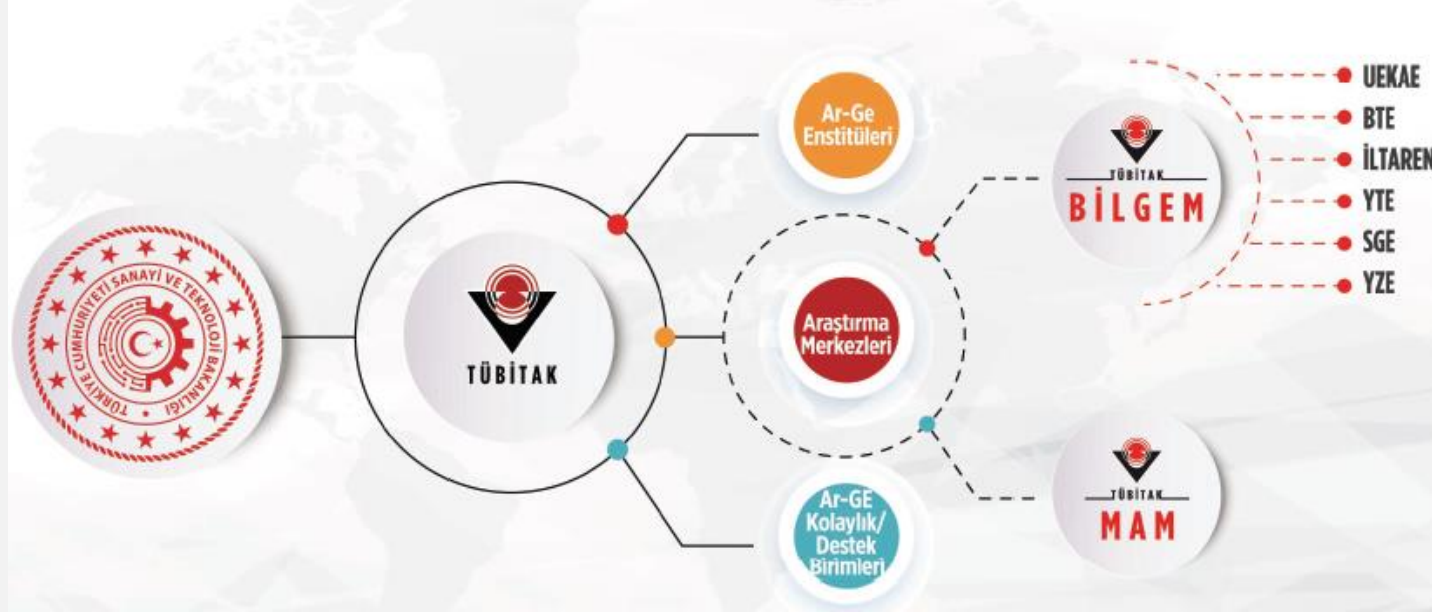 TÜRKİYE CUMHURİYETİ SANAYİ VE TEKNOLOJİ BAKANLIĞI
TÜBİTAK
Ar-Ge
Enstitüleri
Araştırma
Merkezleri
Ar-GE
Kolaylık/
Destek
Birimleri
TÜBİTAK
BİLGEM
UEKAE
BTE
İLTAREN
YTE
SGE
YZE
TÜBİTAK
MAM